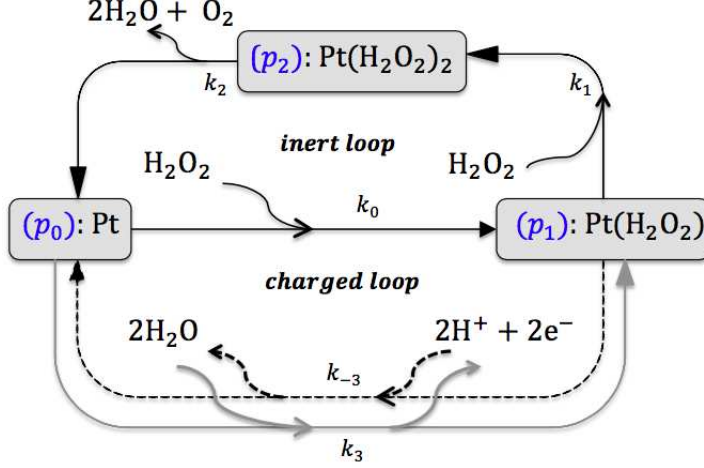 2H₂O + O₂
(p₂): Pt(H₂O₂)₂
k₂
k₁
inert loop
H₂O₂
H₂O₂
k₀
(p₀): Pt
(p₁): Pt(H₂O₂)
charged loop
2H₂O
2H⁺ + 2e⁻
k₋₃
k₃